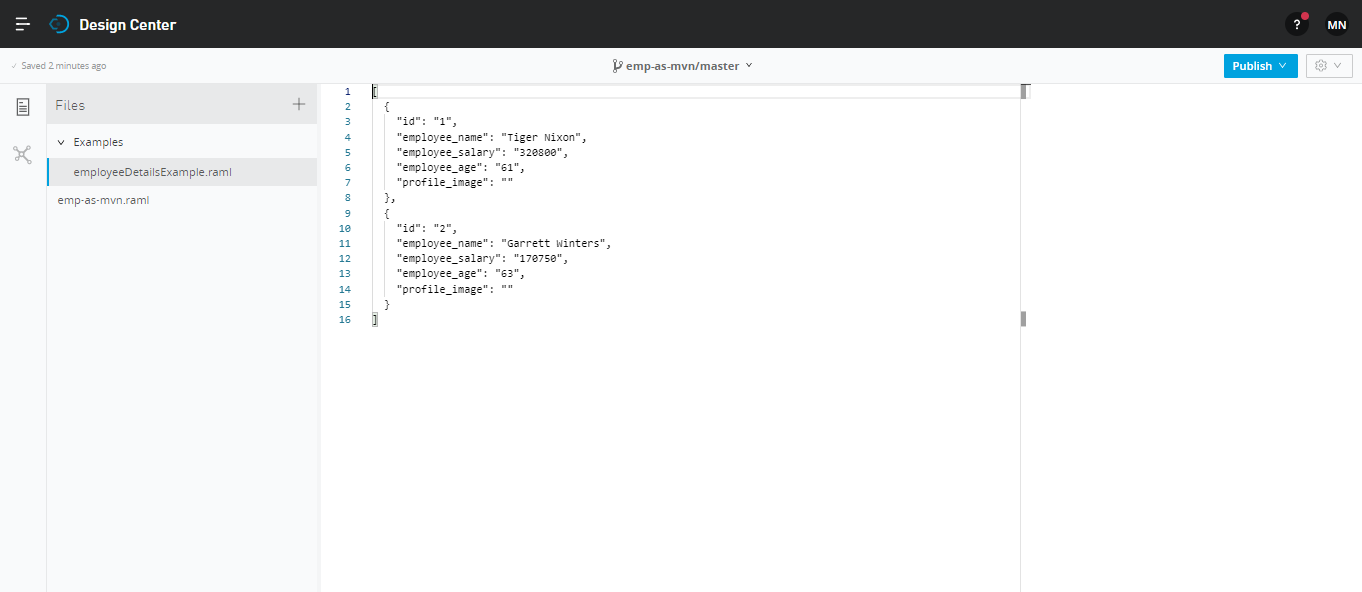 Design Center
?
MN
Saved 2 minutes ago
emp-as-mvn/master
Publish
Files
Examples
employeeDetailsExample.raml
emp-as-mvn.raml
1 [
2 {
3 "id": "1",
4 "employee_name": "Tiger Nixon",
5 "employee_salary": "320800",
6 "employee_age": "61",
7 "profile_image": ""
8 },
9 {
10 "id": "2",
11 "employee_name": "Garrett Winters",
12 "employee_salary": "170750",
13 "employee_age": "63",
14 "profile_image": ""
15 }
16 ]